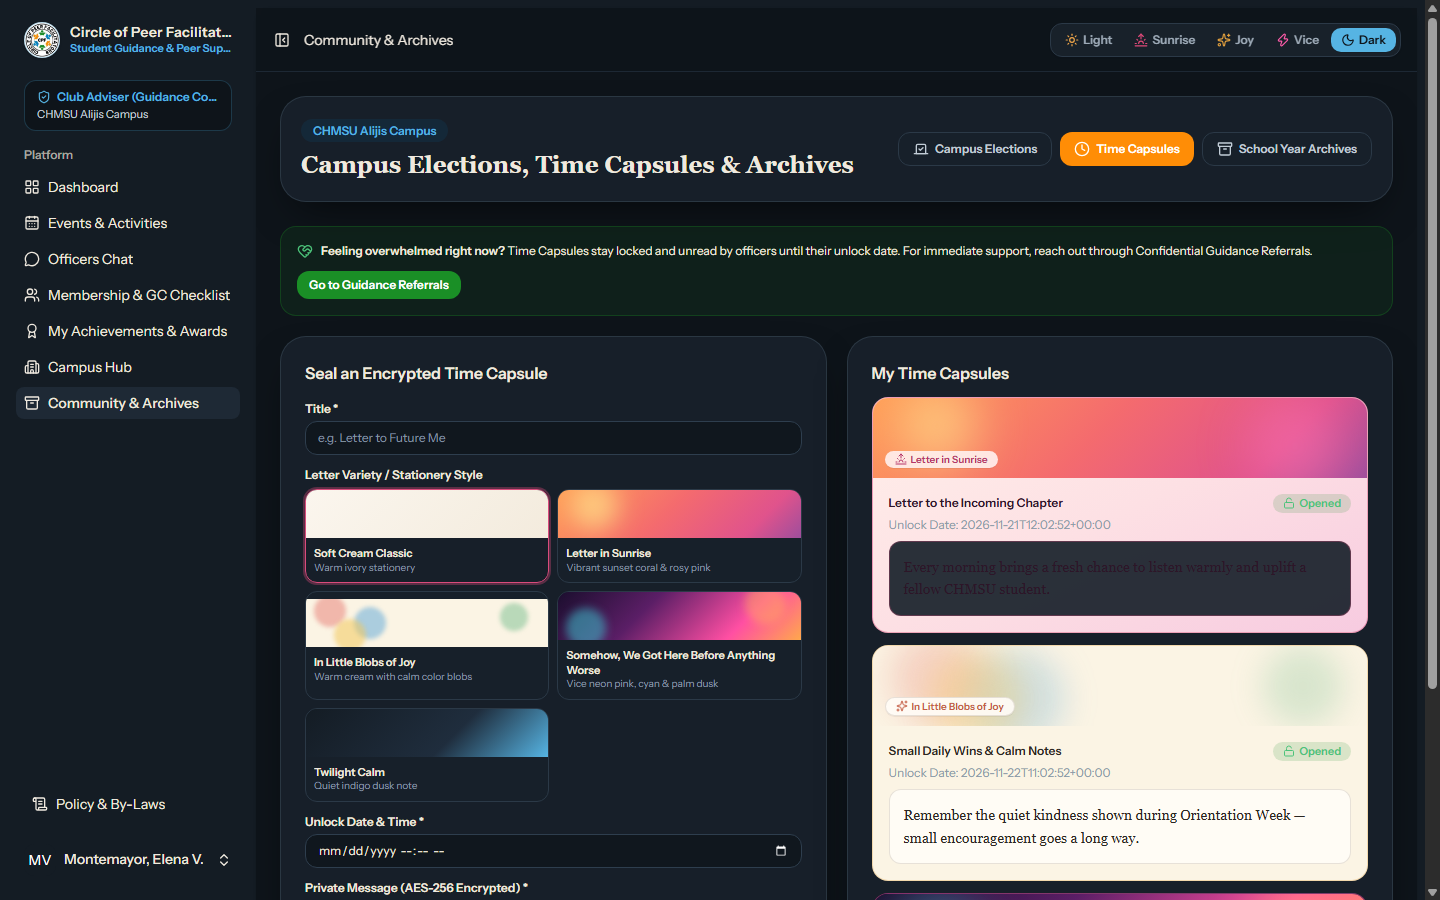 Circle of Peer Facilitat...
Student Guidance & Peer Sup...
Club Adviser (Guidance Co...
CHMSU Alijis Campus
Platform
Dashboard
Events & Activities
Officers Chat
Membership & GC Checklist
My Achievements & Awards
Campus Hub
Community & Archives
Policy & By-Laws
MV Montemayor, Elena V.
Community & Archives
Light Sunrise Joy Vice Dark
CHMSU Alijis Campus
Campus Elections, Time Capsules & Archives
Campus Elections Time Capsules School Year Archives
Feeling overwhelmed right now? Time Capsules stay locked and unread by officers until their unlock date. For immediate support, reach out through Confidential Guidance Referrals.
Go to Guidance Referrals
Seal an Encrypted Time Capsule
Title *
e.g. Letter to Future Me
Letter Variety / Stationery Style
Soft Cream Classic
Warm ivory stationery
Letter in Sunrise
Vibrant sunset coral & rosy pink
In Little Blobs of Joy
Warm cream with calm color blobs
Somehow, We Got Here Before Anything
Worse
Vice neon pink, cyan & palm dusk
Twilight Calm
Quiet indigo dusk note
Unlock Date & Time *
mm/dd/yyyy --:-- --
Private Message (AES-256 Encrypted) *
My Time Capsules
Letter in Sunrise
Letter to the Incoming Chapter
Opened
Unlock Date: 2026-11-21T12:02:52+00:00
Every morning brings a fresh chance to listen warmly and uplift a
fellow CHMSU student.
In Little Blobs of Joy
Small Daily Wins & Calm Notes
Opened
Unlock Date: 2026-11-22T11:02:52+00:00
Remember the quiet kindness shown during Orientation Week —
small encouragement goes a long way.